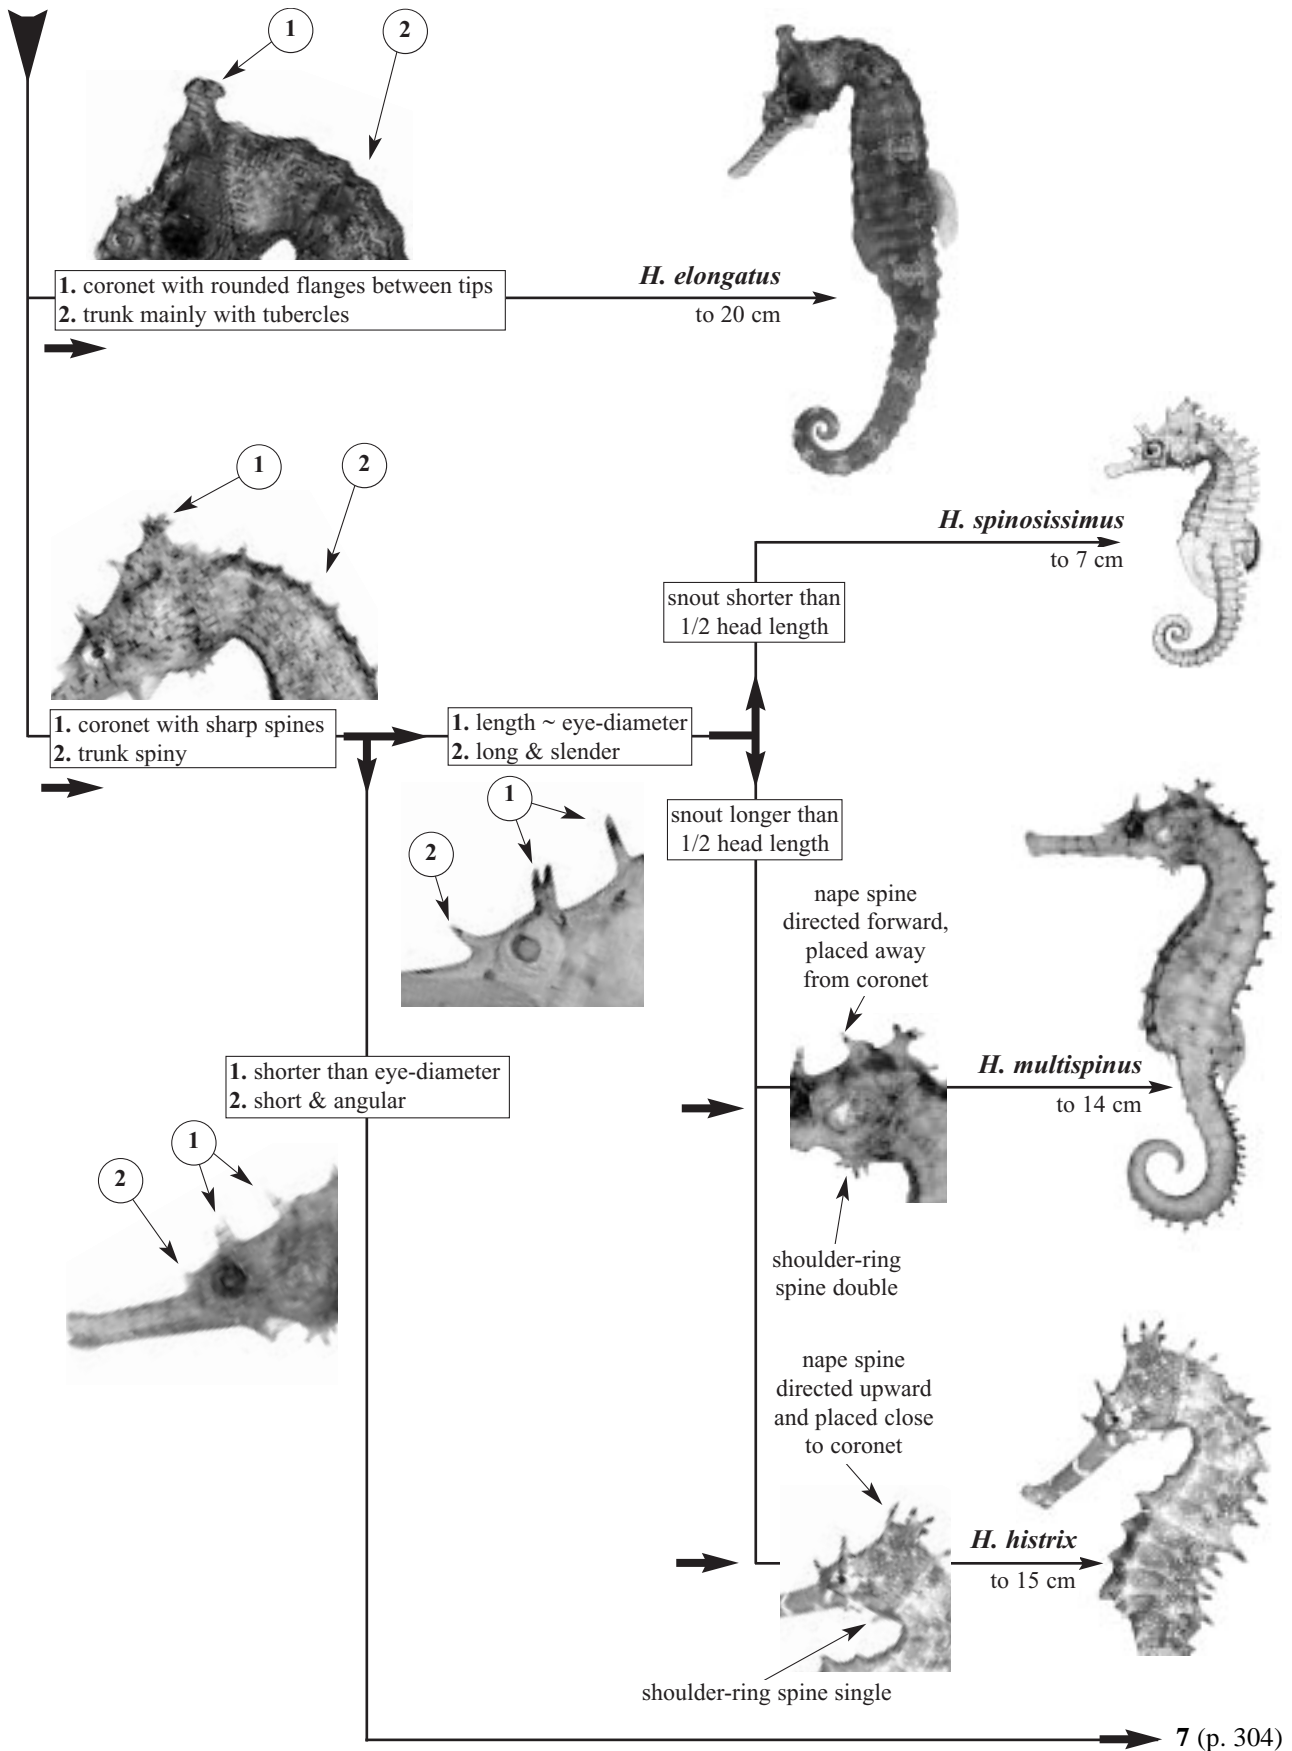 1
2
1. coronet with rounded flanges between tips
2. trunk mainly with tubercles
H. elongatus
to 20 cm
1
2
H. spinosissimus
to 7 cm
snout shorter than
1/2 head length
1. coronet with sharp spines
2. trunk spiny
1. length ~ eye-diameter
2. long & slender
1
2
snout longer than
1/2 head length
nape spine
directed forward,
placed away
from coronet
H. multispinus
to 14 cm
shoulder-ring
spine double
1. shorter than eye-diameter
2. short & angular
1
2
nape spine
directed upward
and placed close
to coronet
H. histrix
to 15 cm
shoulder-ring spine single
7 (p. 304)